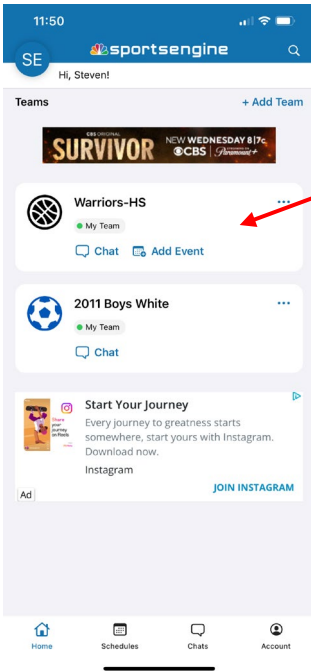 11:50
SE
sportsengine
Hi, Steven!
Teams
+ Add Team
CBS ORIGINAL
SURVIVOR
NEW WEDNESDAY 8|7c
CBS Paramount+
Warriors-HS
My Team
Chat
Add Event
2011 Boys White
My Team
Chat
Start Your Journey
Every journey to greatness starts
somewhere, start yours with Instagram.
Download now.
Instagram
Ad
JOIN INSTAGRAM
Home
Schedules
Chats
Account